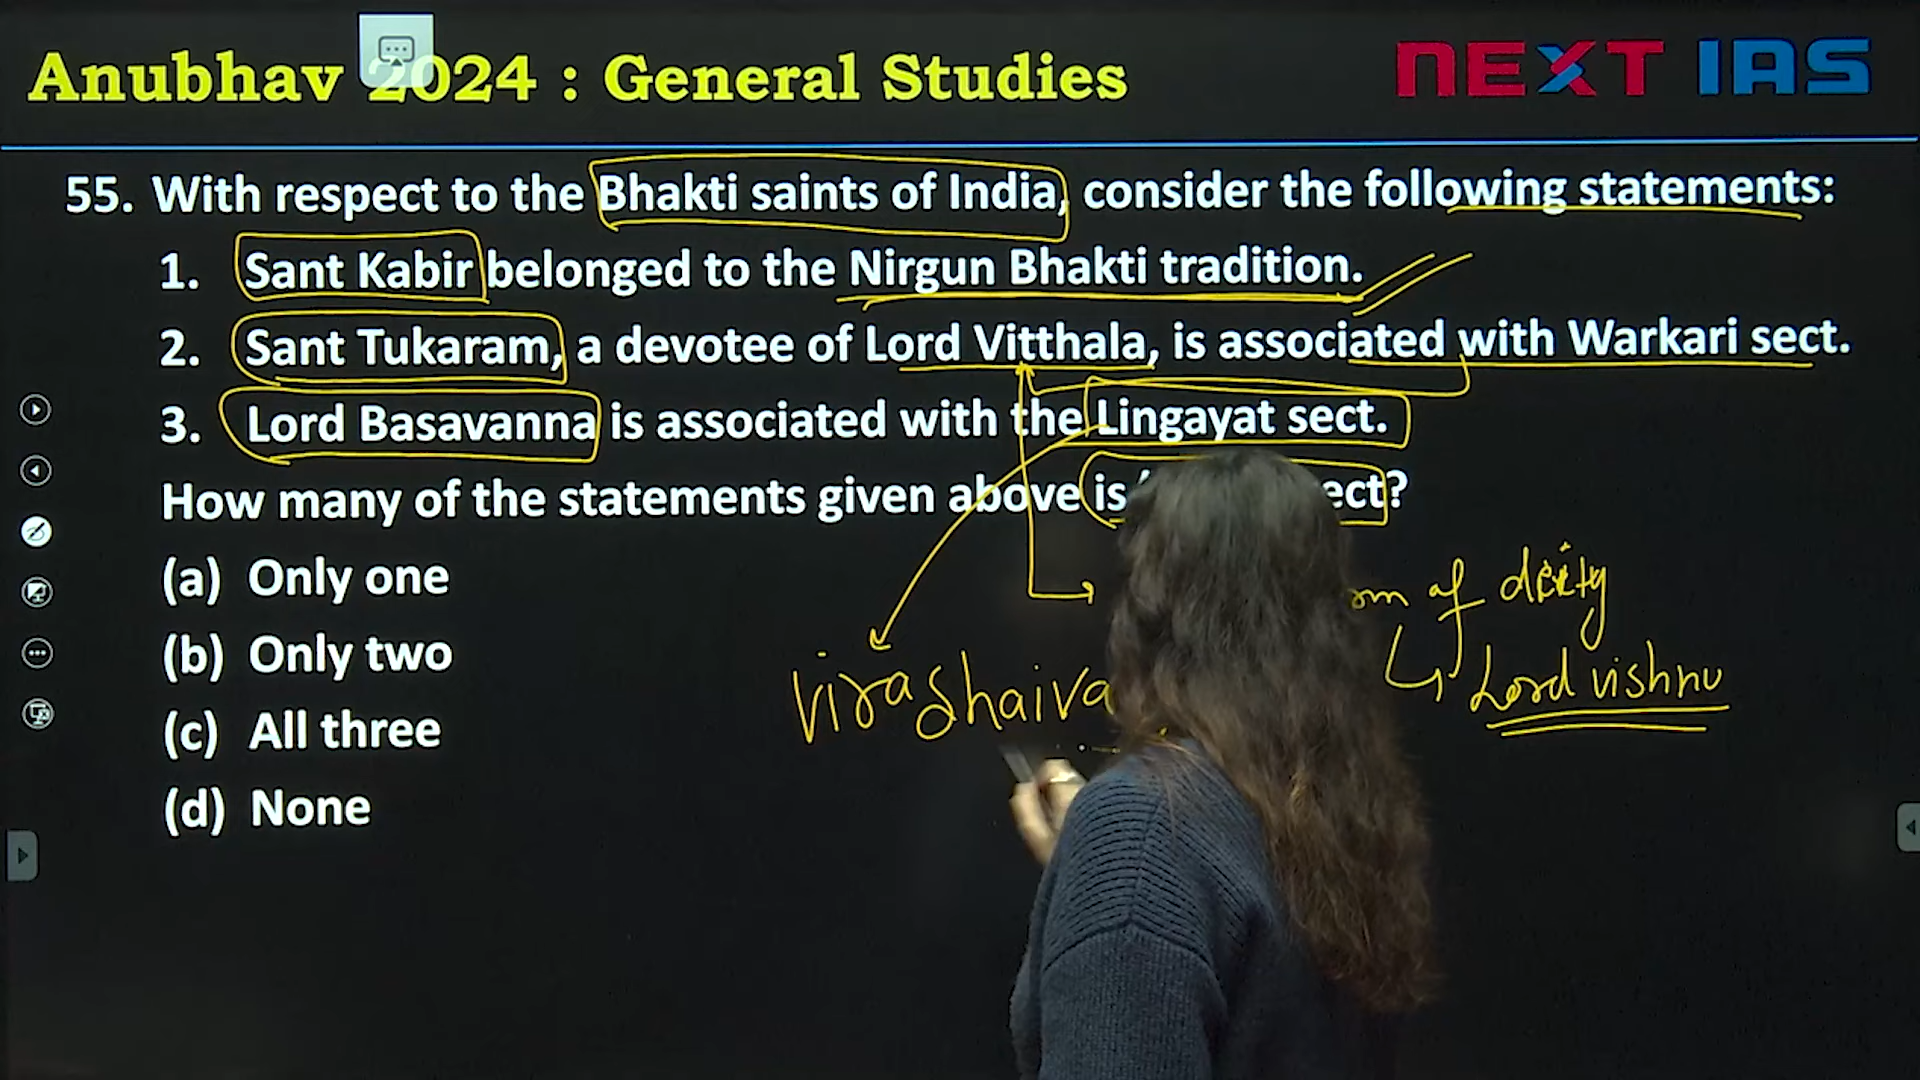 Anubhav 2024 : General Studies
NEXT IAS
55. With respect to the Bhakti saints of India, consider the following statements:
1. Sant Kabir belonged to the Nirgun Bhakti tradition.
2. Sant Tukaram, a devotee of Lord Vitthala, is associated with Warkari sect.
3. Lord Basavanna is associated with the Lingayat sect.
How many of the statements given above is ect?
(a) Only one
(b) Only two
(c) All three
(d) None
om of deity
Lord vishnu
Virashaiva